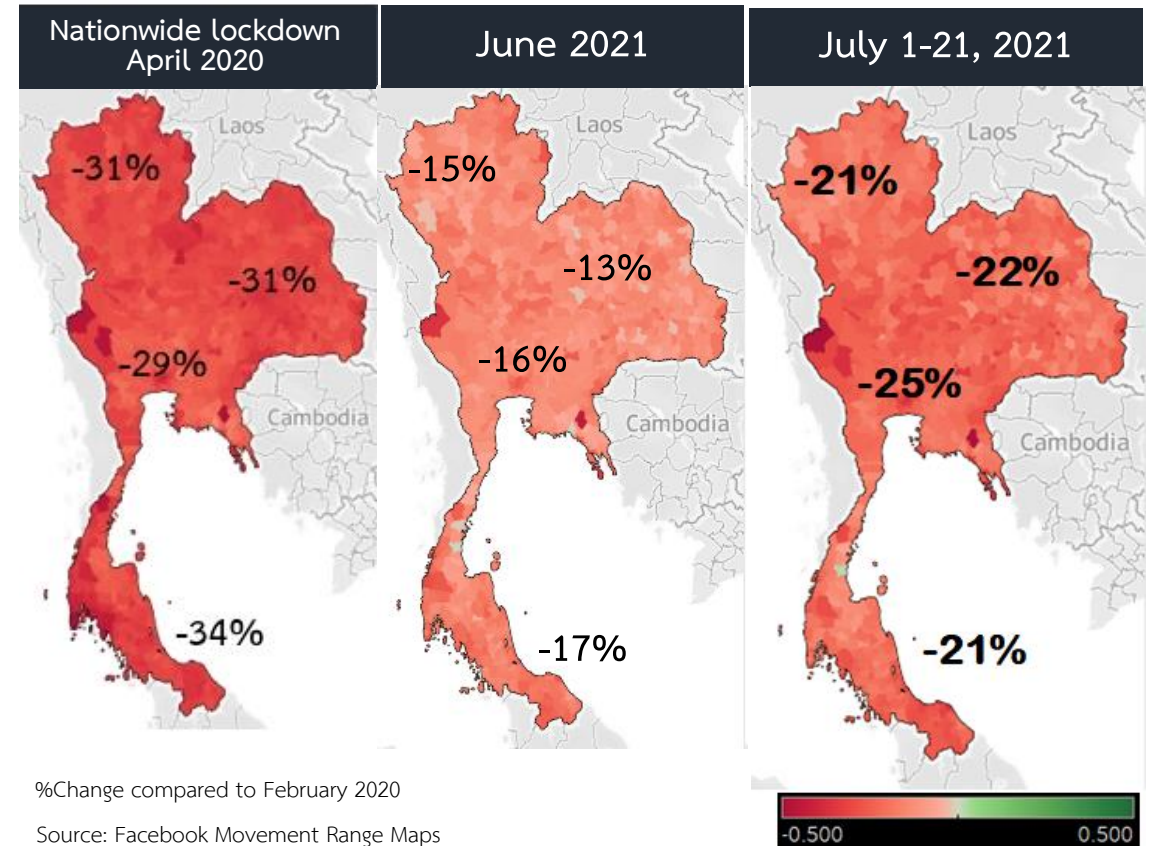 Nationwide lockdown
April 2020
June 2021
July 1-21, 2021
Laos
-31%
-31%
-29%
Cambodia
-34%
Laos
-15%
-13%
-16%
Cambodia
-17%
Laos
-21%
-22%
-25%
Cambodia
-21%
%Change compared to February 2020
Source: Facebook Movement Range Maps
-0.500 0.500